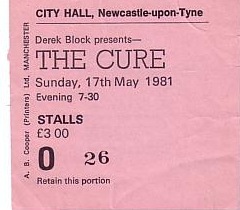 CITY HALL, Newcastle-upon-Tyne
Derek Block presents—
THE CURE
Sunday, 17th May 1981
Evening 7-30
STALLS
£3 00
O 26
Retain this portion
A. B. Cooper (Printers) Ltd, MANCHESTER